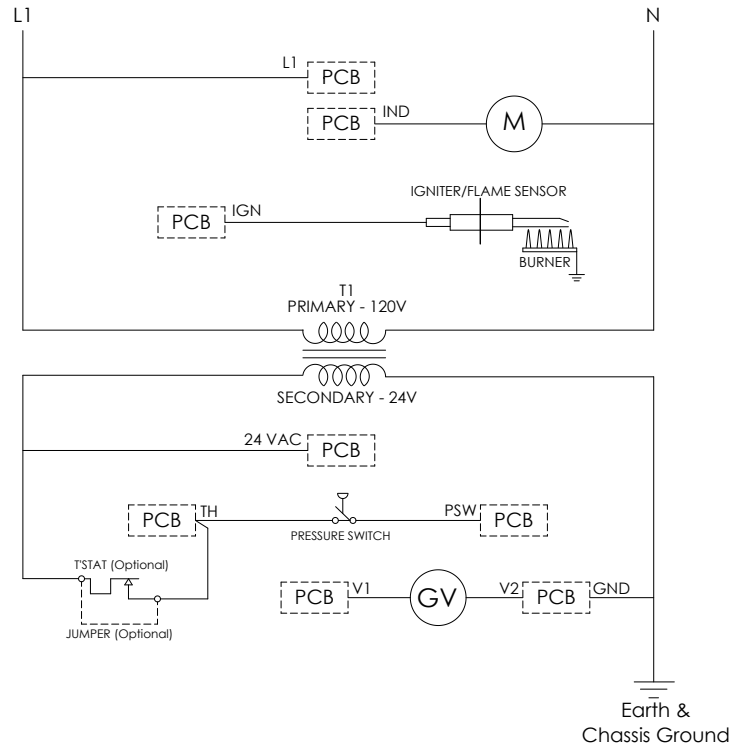 L1
N
L1
PCB
PCB
IND
M
IGNITER/FLAME SENSOR
PCB
IGN
BURNER
T1
PRIMARY - 120V
SECONDARY - 24V
24 VAC
PCB
PCB
TH
PSW
PCB
PRESSURE SWITCH
T'STAT (Optional)
JUMPER (Optional)
PCB
V1
GV
V2
PCB
GND
Earth &
Chassis Ground